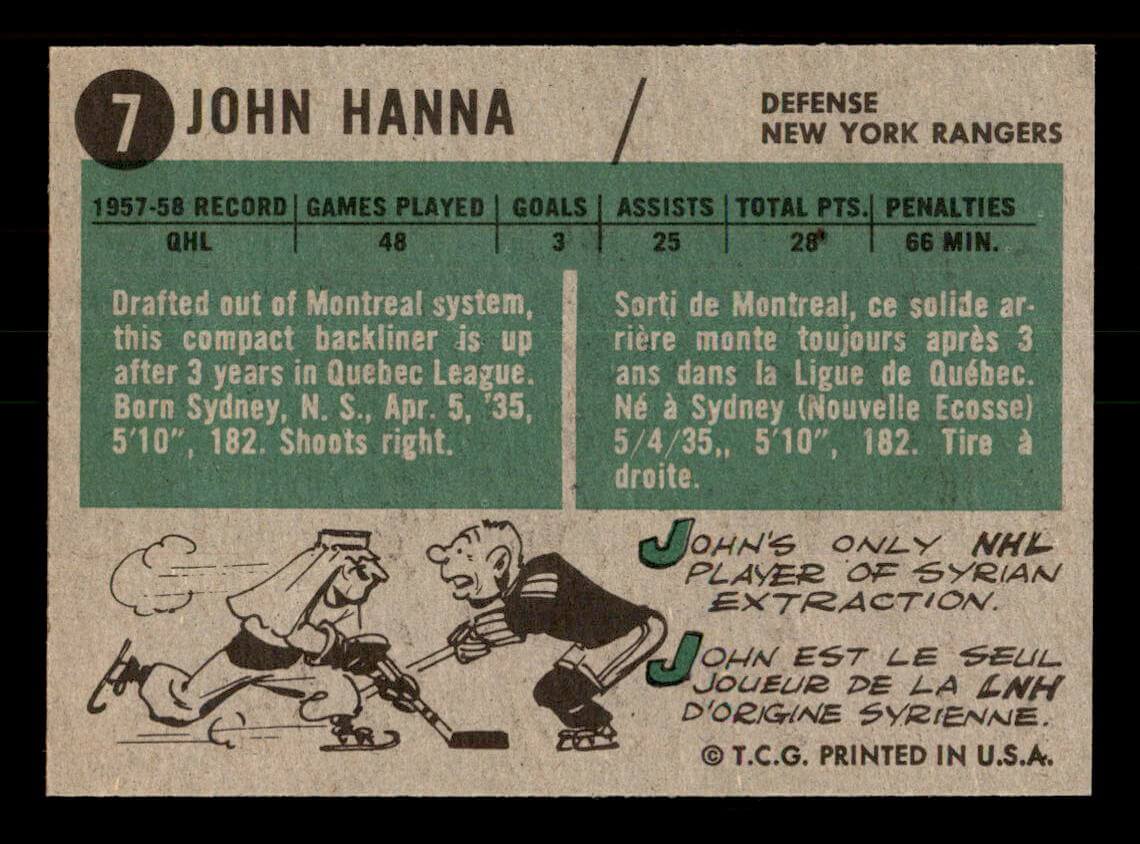 7 JOHN HANNA / DEFENSE
NEW YORK RANGERS
1957-58 RECORD GAMES PLAYED GOALS ASSISTS TOTAL PTS. PENALTIES
QHL 48 3 25 28 66 MIN.
Drafted out of Montreal system,
this compact backliner is up
after 3 years in Quebec League.
Born Sydney, N. S., Apr. 5, '35,
5'10", 182. Shoots right.
Sorti de Montreal, ce solide ar-
rière monte toujours après 3
ans dans la Ligue de Québec.
Né à Sydney (Nouvelle Ecosse)
5/4/35,, 5'10", 182. Tire à
droite.
JOHN'S ONLY NHL
PLAYER OF SYRIAN
EXTRACTION.
JOHN EST LE SEUL
JOUEUR DE LA LNH
D'ORIGINE SYRIENNE.
© T.C.G. PRINTED IN U.S.A.